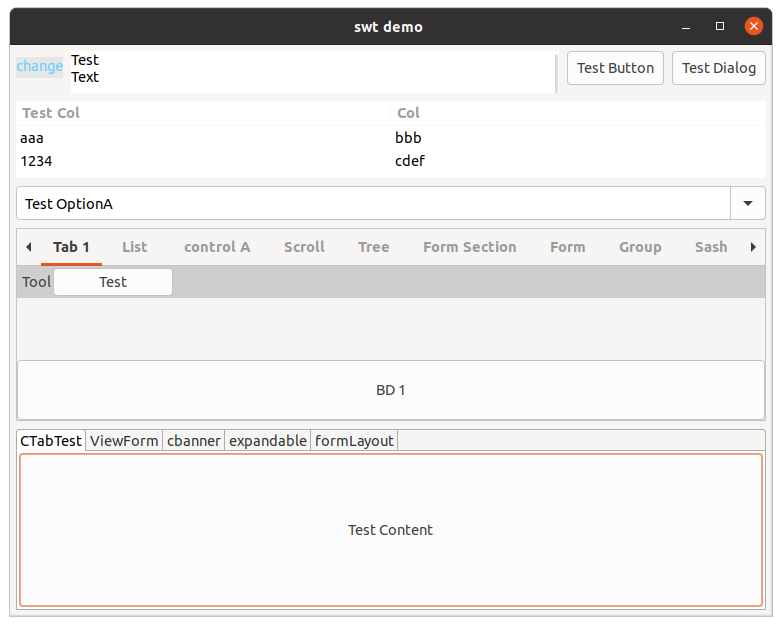 swt demo
change
Test
Text
Test Button
Test Dialog
Test Col Col
aaa bbb
1234 cdef
Test OptionA
Tab 1 List control A Scroll Tree Form Section Form Group Sash
Tool Test
BD 1
CTabTest ViewForm cbanner expandable formLayout
Test Content